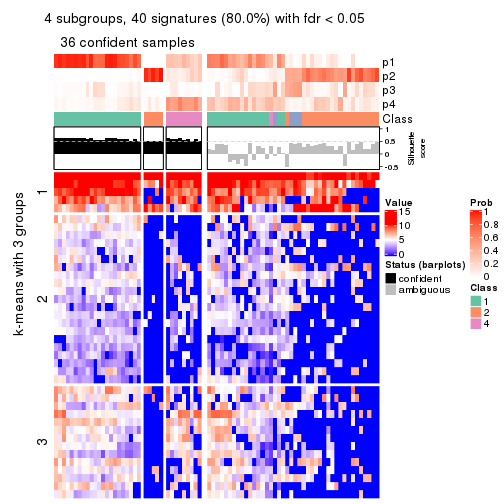 4 subgroups, 40 signatures (80.0%) with fdr < 0.05
36 confident samples
p1
p2
p3
p4
Class
1
0.5
0
-0.5
Silhouette
score
k-means with 3 groups
1
2
3
Value
15
10
5
0
Status (barplots)
confident
ambiguous
Prob
1
0.8
0.6
0.4
0.2
0
Class
1
2
4